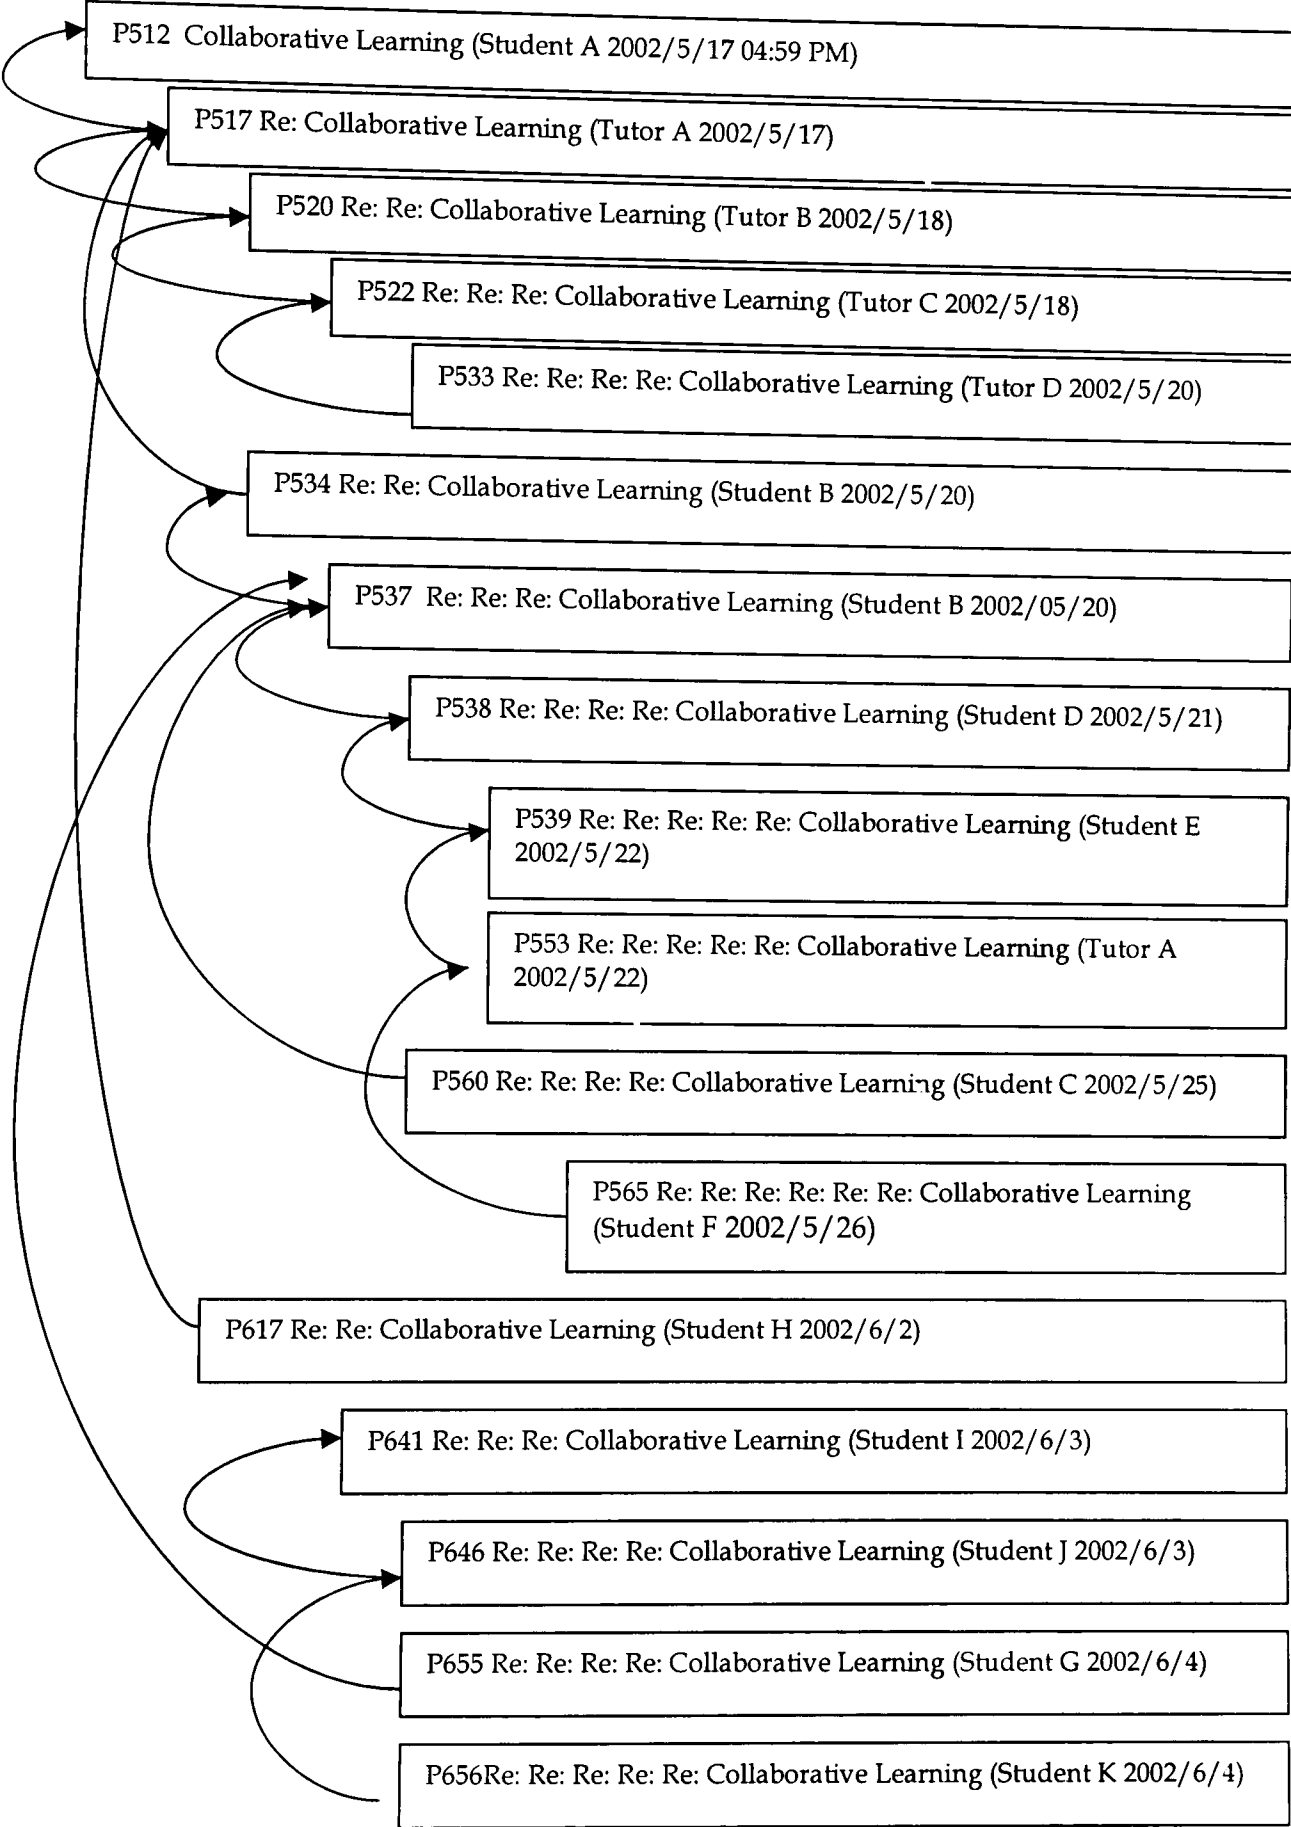 P512 Collaborative Learning (Student A 2002/5/17 04:59 PM)
P517 Re: Collaborative Learning (Tutor A 2002/5/17)
P520 Re: Re: Collaborative Learning (Tutor B 2002/5/18)
P522 Re: Re: Re: Collaborative Learning (Tutor C 2002/5/18)
P533 Re: Re: Re: Re: Collaborative Learning (Tutor D 2002/5/20)
P534 Re: Re: Collaborative Learning (Student B 2002/5/20)
P537 Re: Re: Re: Collaborative Learning (Student B 2002/05/20)
P538 Re: Re: Re: Re: Collaborative Learning (Student D 2002/5/21)
P539 Re: Re: Re: Re: Re: Collaborative Learning (Student E
2002/5/22)
P553 Re: Re: Re: Re: Re: Collaborative Learning (Tutor A
2002/5/22)
P560 Re: Re: Re: Re: Collaborative Learning (Student C 2002/5/25)
P565 Re: Re: Re: Re: Re: Re: Collaborative Learning
(Student F 2002/5/26)
P617 Re: Re: Collaborative Learning (Student H 2002/6/2)
P641 Re: Re: Re: Collaborative Learning (Student I 2002/6/3)
P646 Re: Re: Re: Re: Collaborative Learning (Student J 2002/6/3)
P655 Re: Re: Re: Re: Collaborative Learning (Student G 2002/6/4)
P656Re: Re: Re: Re: Re: Collaborative Learning (Student K 2002/6/4)